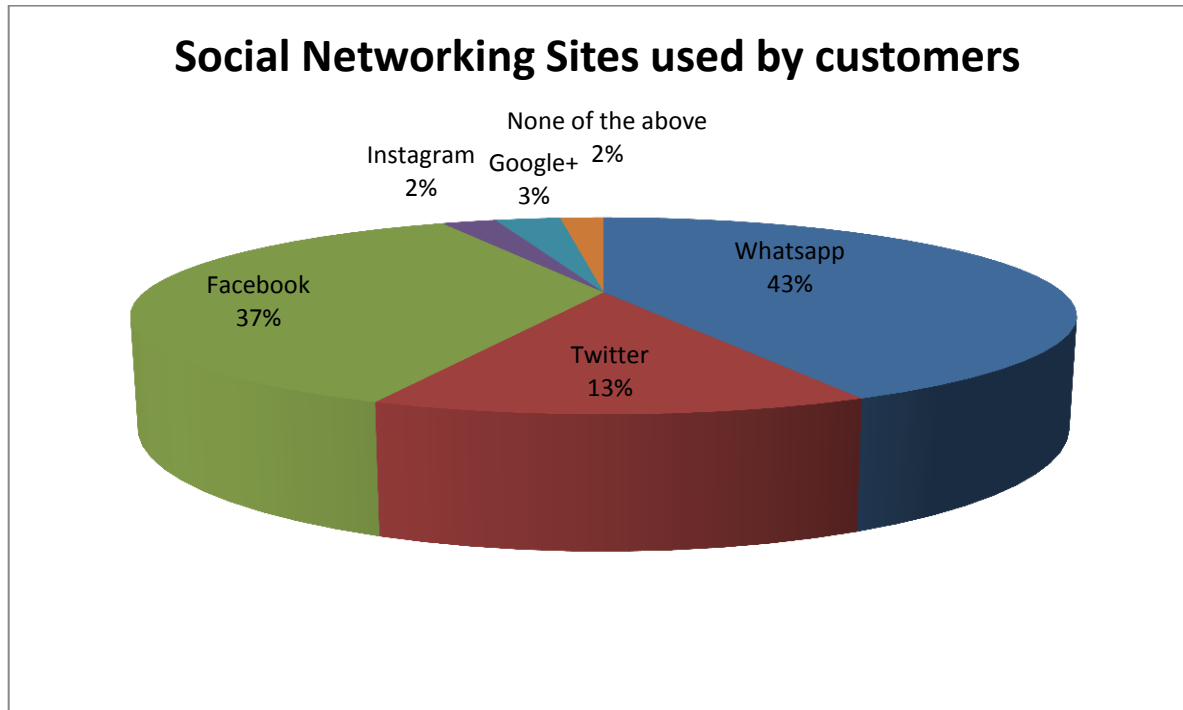 Social Networking Sites used by customers
None of the above
2%
Instagram
2%
Google+
3%
Whatsapp
43%
Facebook
37%
Twitter
13%